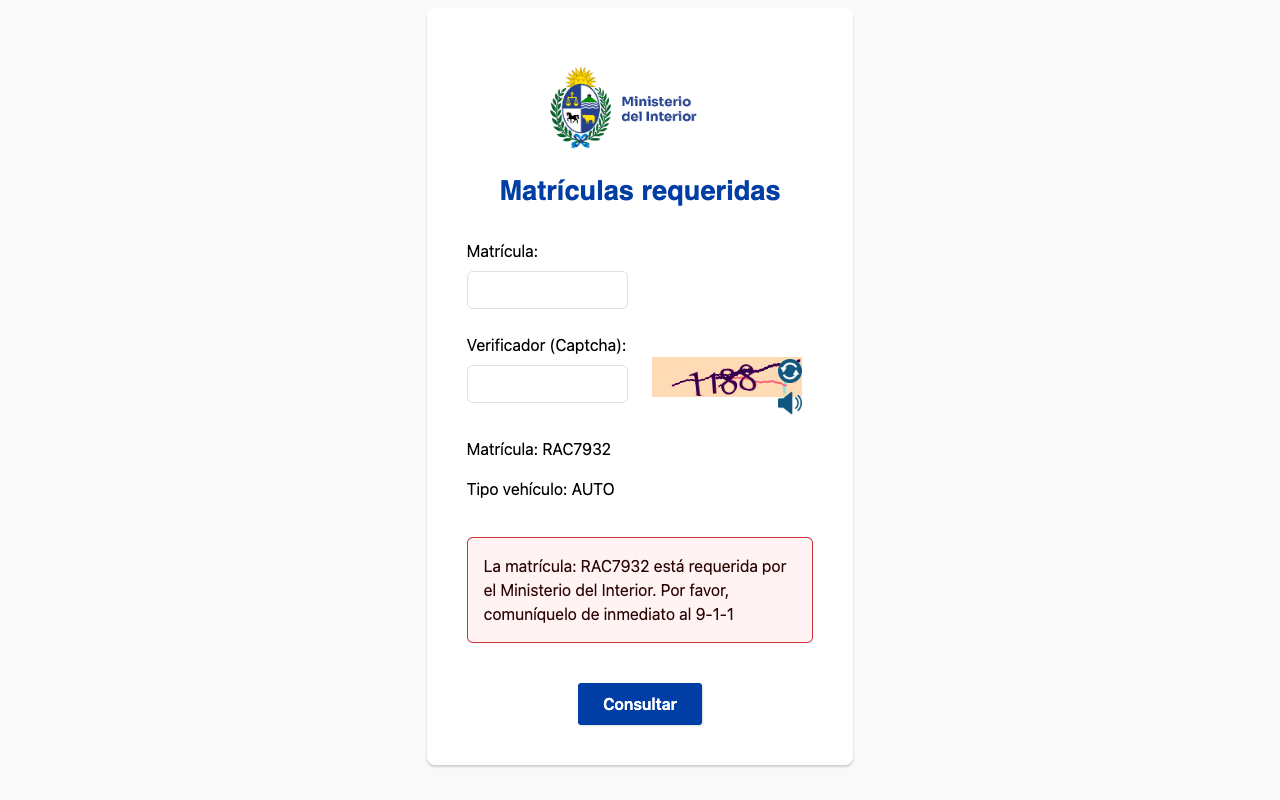 Ministerio
del Interior
Matrículas requeridas
Matrícula:
Verificador (Captcha):
Matrícula: RAC7932
Tipo vehículo: AUTO
La matrícula: RAC7932 está requerida por
el Ministerio del Interior. Por favor,
comuníquelo de inmediato al 9-1-1
Consultar